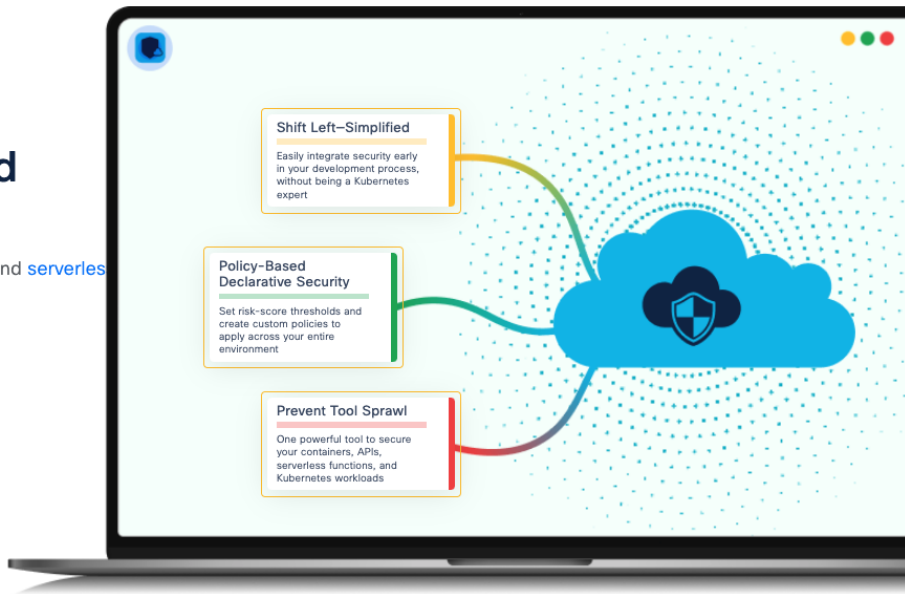 d
nd serverles
Shift Left–Simplified
Easily integrate security early
in your development process,
without being a Kubernetes
expert
Policy-Based
Declarative Security
Set risk-score thresholds and
create custom policies to
apply across your entire
environment
Prevent Tool Sprawl
One powerful tool to secure
your containers, APIs,
serverless functions, and
Kubernetes workloads